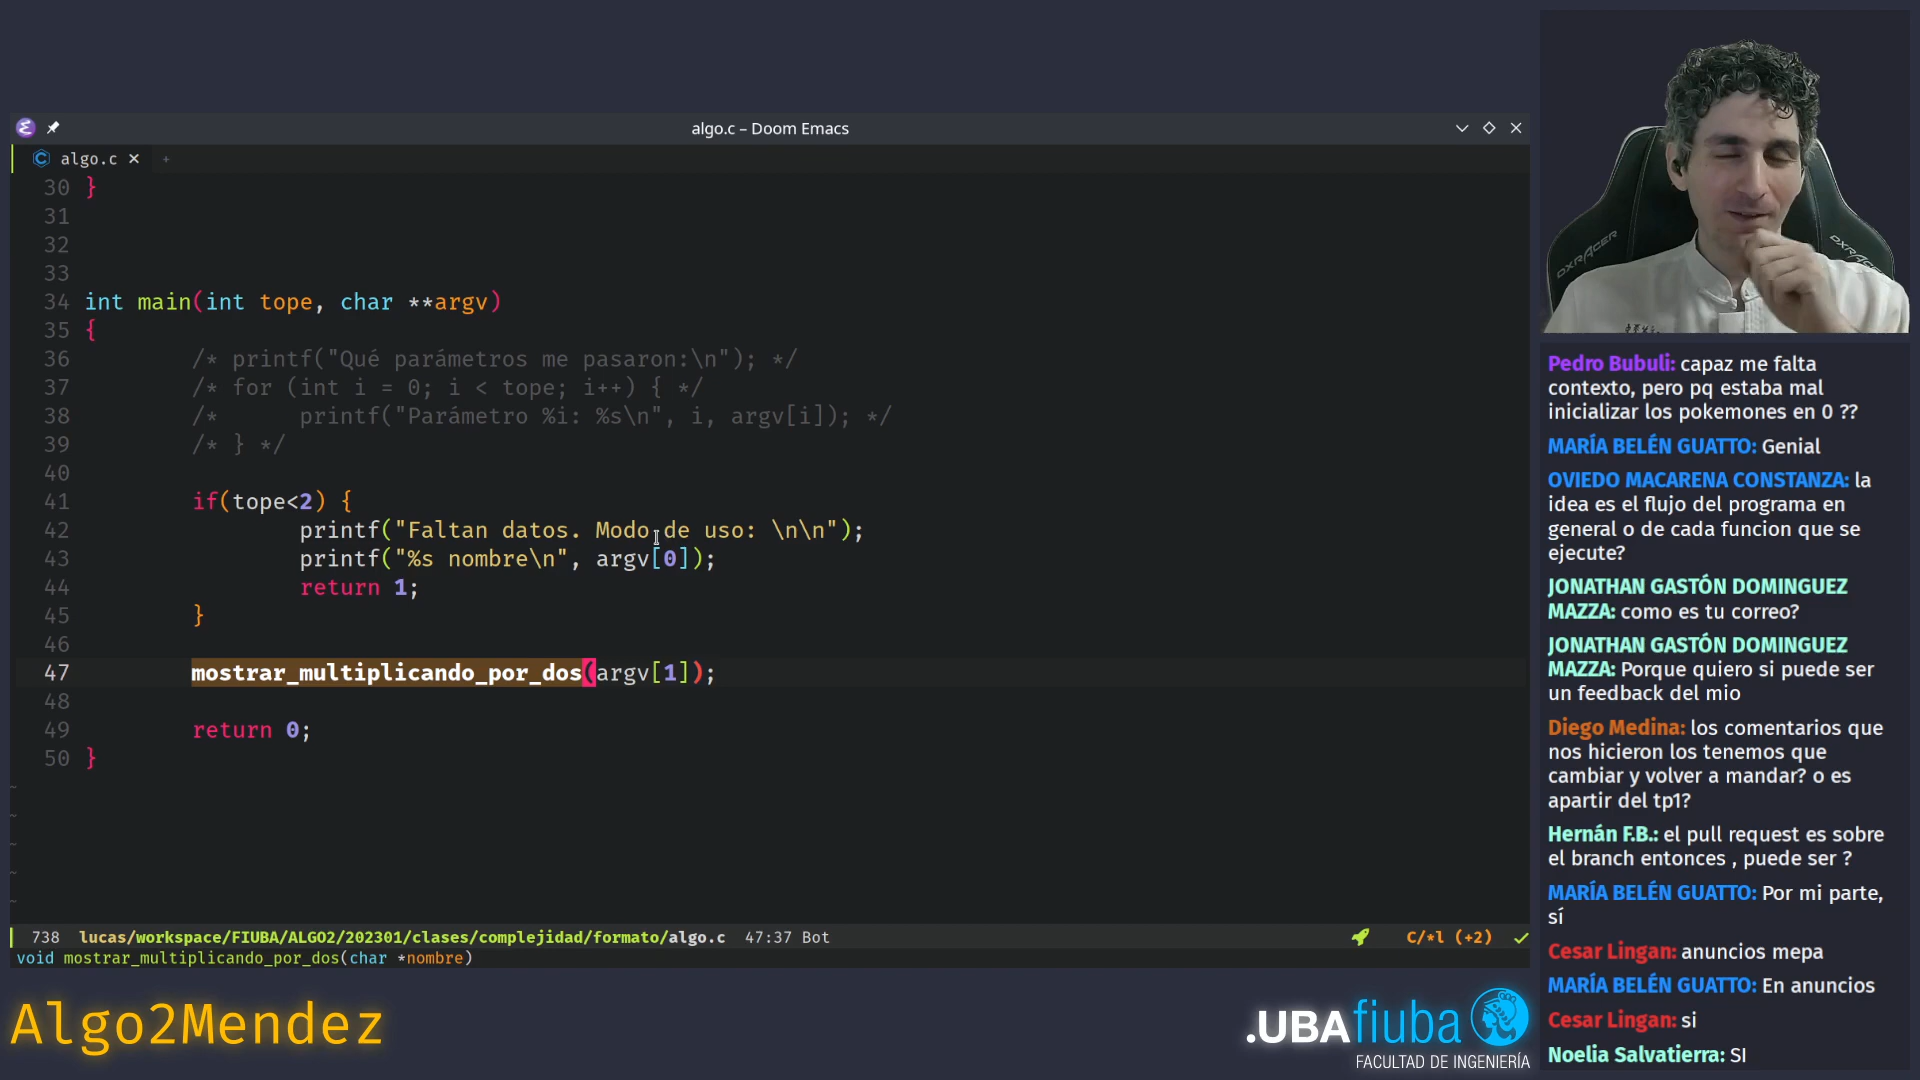 algo.c – Doom Emacs
algo.c
30 }
31
32
33
34 int main(int tope, char **argv)
35 {
36 /* printf("Qué parámetros me pasaron:\n"); */
37 /* for (int i = 0; i < tope; i++) { */
38 /* printf("Parámetro %i: %s\n", i, argv[i]); */
39 /* } */
40
41 if(tope<2) {
42 printf("Faltan datos. Modo de uso: \n\n");
43 printf("%s nombre\n", argv[0]);
44 return 1;
45 }
46
47 mostrar_multiplicando_por_dos(argv[1]);
48
49 return 0;
50 }
~
~
~
~
~
738 lucas/workspace/FIUBA/ALGO2/202301/clases/complejidad/formato/algo.c 47:37 Bot C/*l (+2)
void mostrar_multiplicando_por_dos(char *nombre)
Algo2Mendez
.UBAfiuba
FACULTAD DE INGENIERÍA
DXRACER
DXRACER
Pedro Bubuli: capaz me falta
contexto, pero pq estaba mal
inicializar los pokemones en 0 ??
MARÍA BELÉN GUATTO: Genial
OVIEDO MACARENA CONSTANZA: la
idea es el flujo del programa en
general o de cada funcion que se
ejecute?
JONATHAN GASTÓN DOMINGUEZ
MAZZA: como es tu correo?
JONATHAN GASTÓN DOMINGUEZ
MAZZA: Porque quiero si puede ser
un feedback del mio
Diego Medina: los comentarios que
nos hicieron los tenemos que
cambiar y volver a mandar? o es
apartir del tp1?
Hernán F.B.: el pull request es sobre
el branch entonces , puede ser ?
MARÍA BELÉN GUATTO: Por mi parte,
sí
Cesar Lingan: anuncios mepa
MARÍA BELÉN GUATTO: En anuncios
Cesar Lingan: si
Noelia Salvatierra: SI